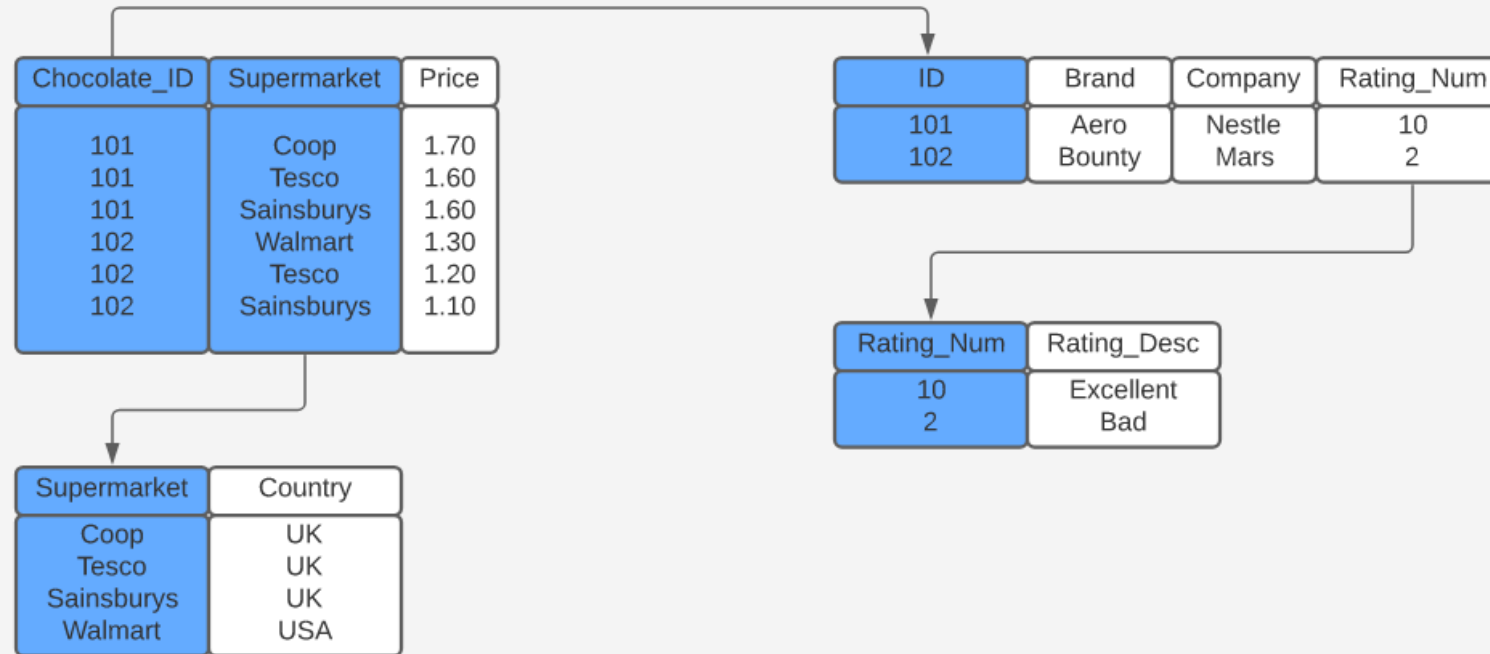 Chocolate_ID Supermarket Price
101 Coop 1.70
101 Tesco 1.60
101 Sainsburys 1.60
102 Walmart 1.30
102 Tesco 1.20
102 Sainsburys 1.10
ID Brand Company Rating_Num
101 Aero Nestle 10
102 Bounty Mars 2
Rating_Num Rating_Desc
10 Excellent
2 Bad
Supermarket Country
Coop UK
Tesco UK
Sainsburys UK
Walmart USA